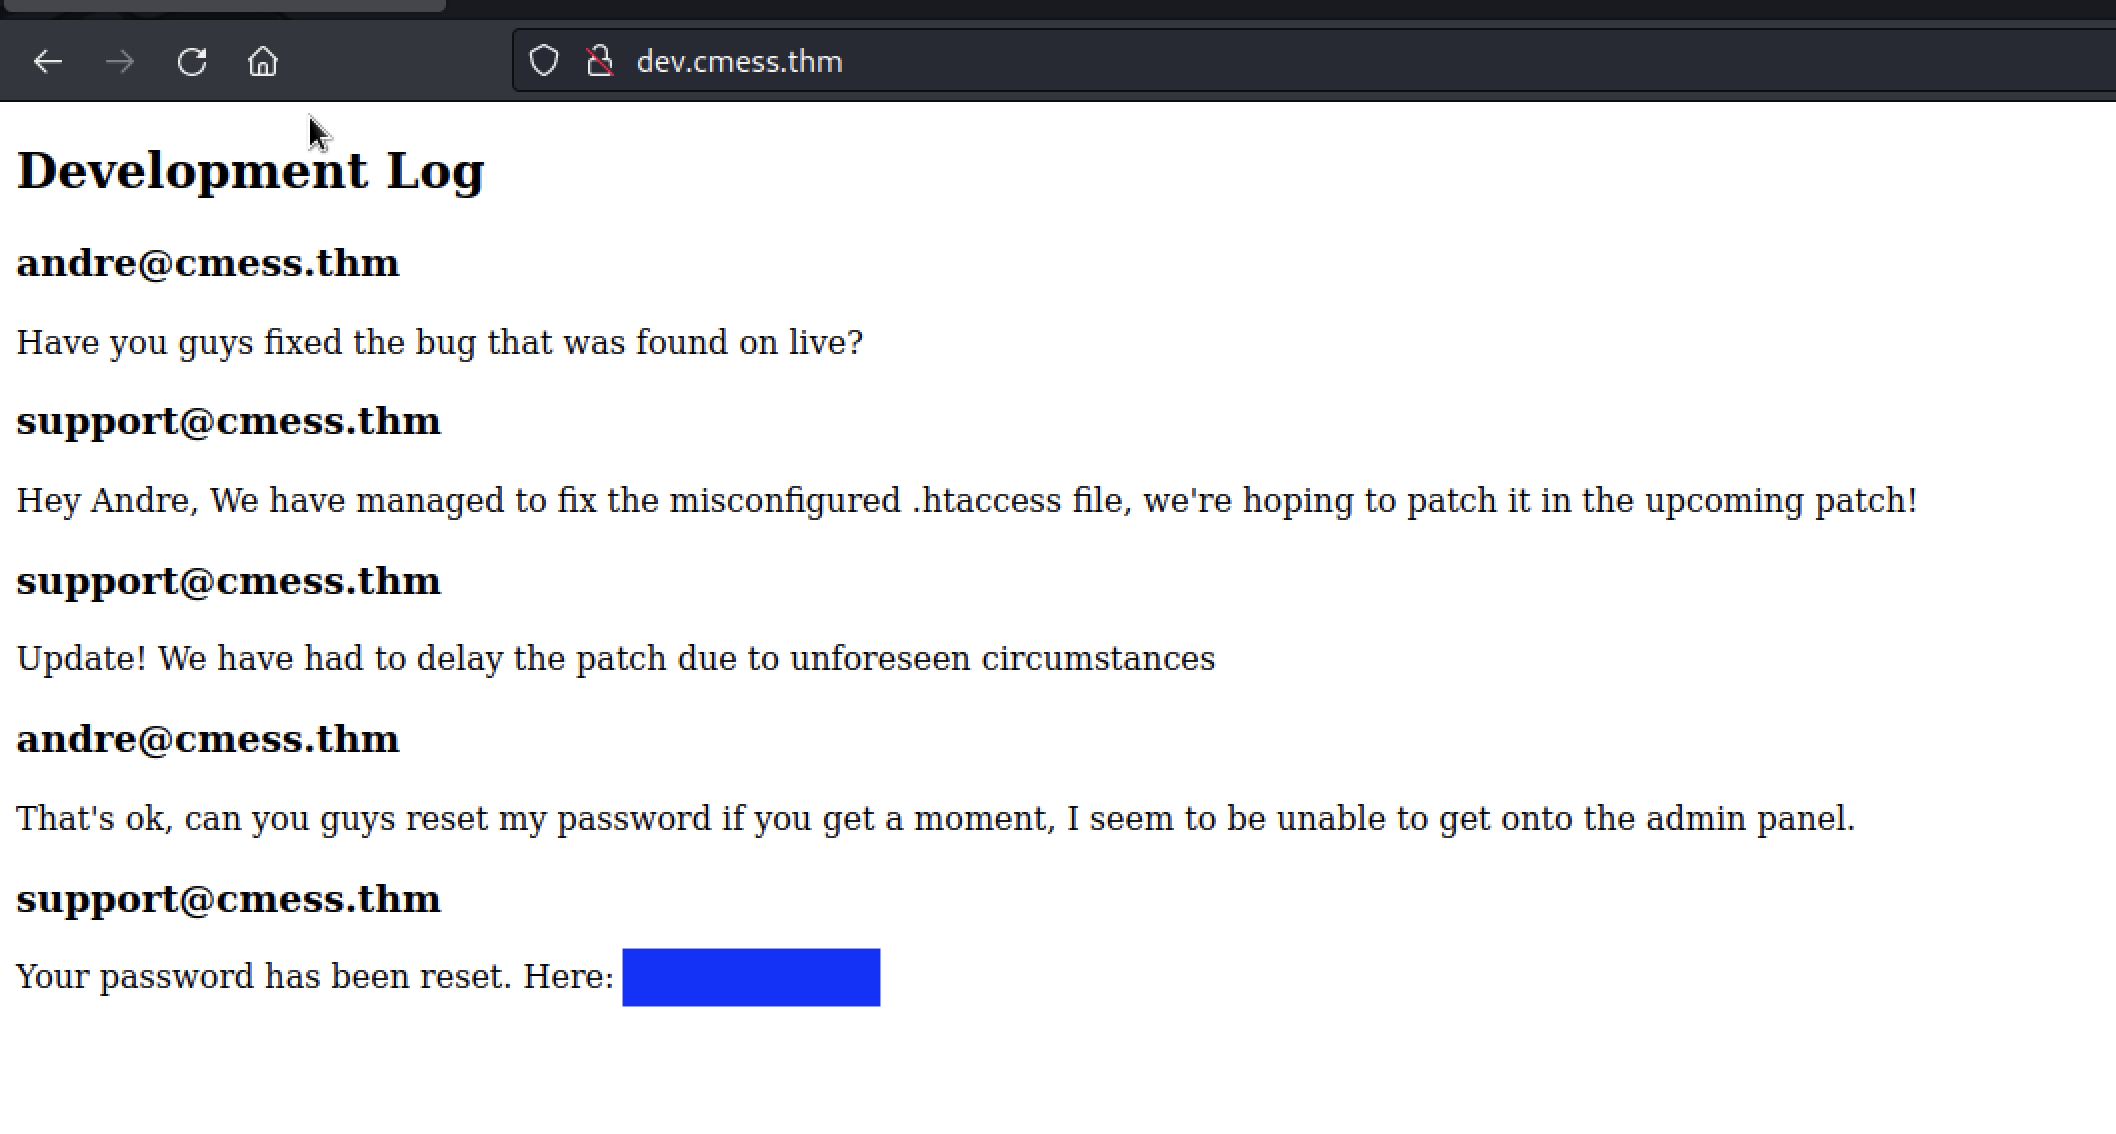 dev.cmess.thm
Development Log
andre@cmess.thm
Have you guys fixed the bug that was found on live?
support@cmess.thm
Hey Andre, We have managed to fix the misconfigured .htaccess file, we're hoping to patch it in the upcoming patch!
support@cmess.thm
Update! We have had to delay the patch due to unforeseen circumstances
andre@cmess.thm
That's ok, can you guys reset my password if you get a moment, I seem to be unable to get onto the admin panel.
support@cmess.thm
Your password has been reset. Here: